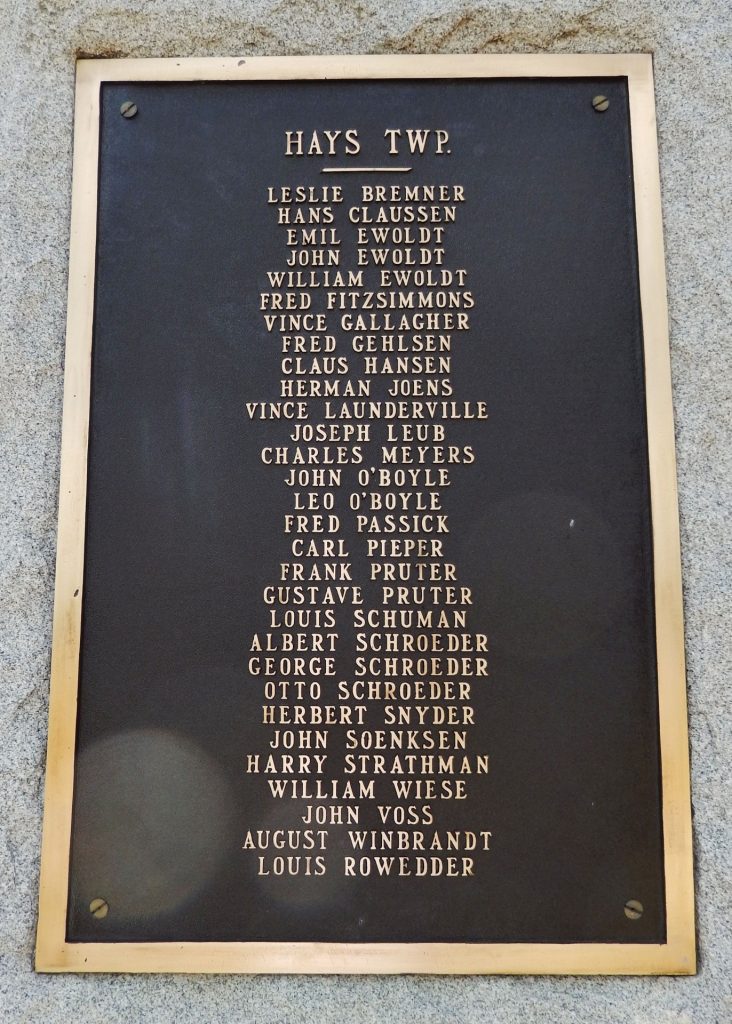 HAYS TWP.
LESLIE BREMNER
HANS CLAUSSEN
EMIL EWOLDT
JOHN EWOLDT
WILLIAM EWOLDT
FRED FITZSIMMONS
VINCE GALLAGHER
FRED GEHLSEN
CLAUS HANSEN
HERMAN JOENS
VINCE LAUNDERVILLE
JOSEPH LEUB
CHARLES MEYERS
JOHN O'BOYLE
LEO O'BOYLE
FRED PASSICK
CARL PIEPER
FRANK PRUTER
GUSTAVE PRUTER
LOUIS SCHUMAN
ALBERT SCHROEDER
GEORGE SCHROEDER
OTTO SCHROEDER
HERBERT SNYDER
JOHN SOENKSEN
HARRY STRATHMAN
WILLIAM WIESE
JOHN VOSS
AUGUST WINBRANDT
LOUIS ROWEDDER